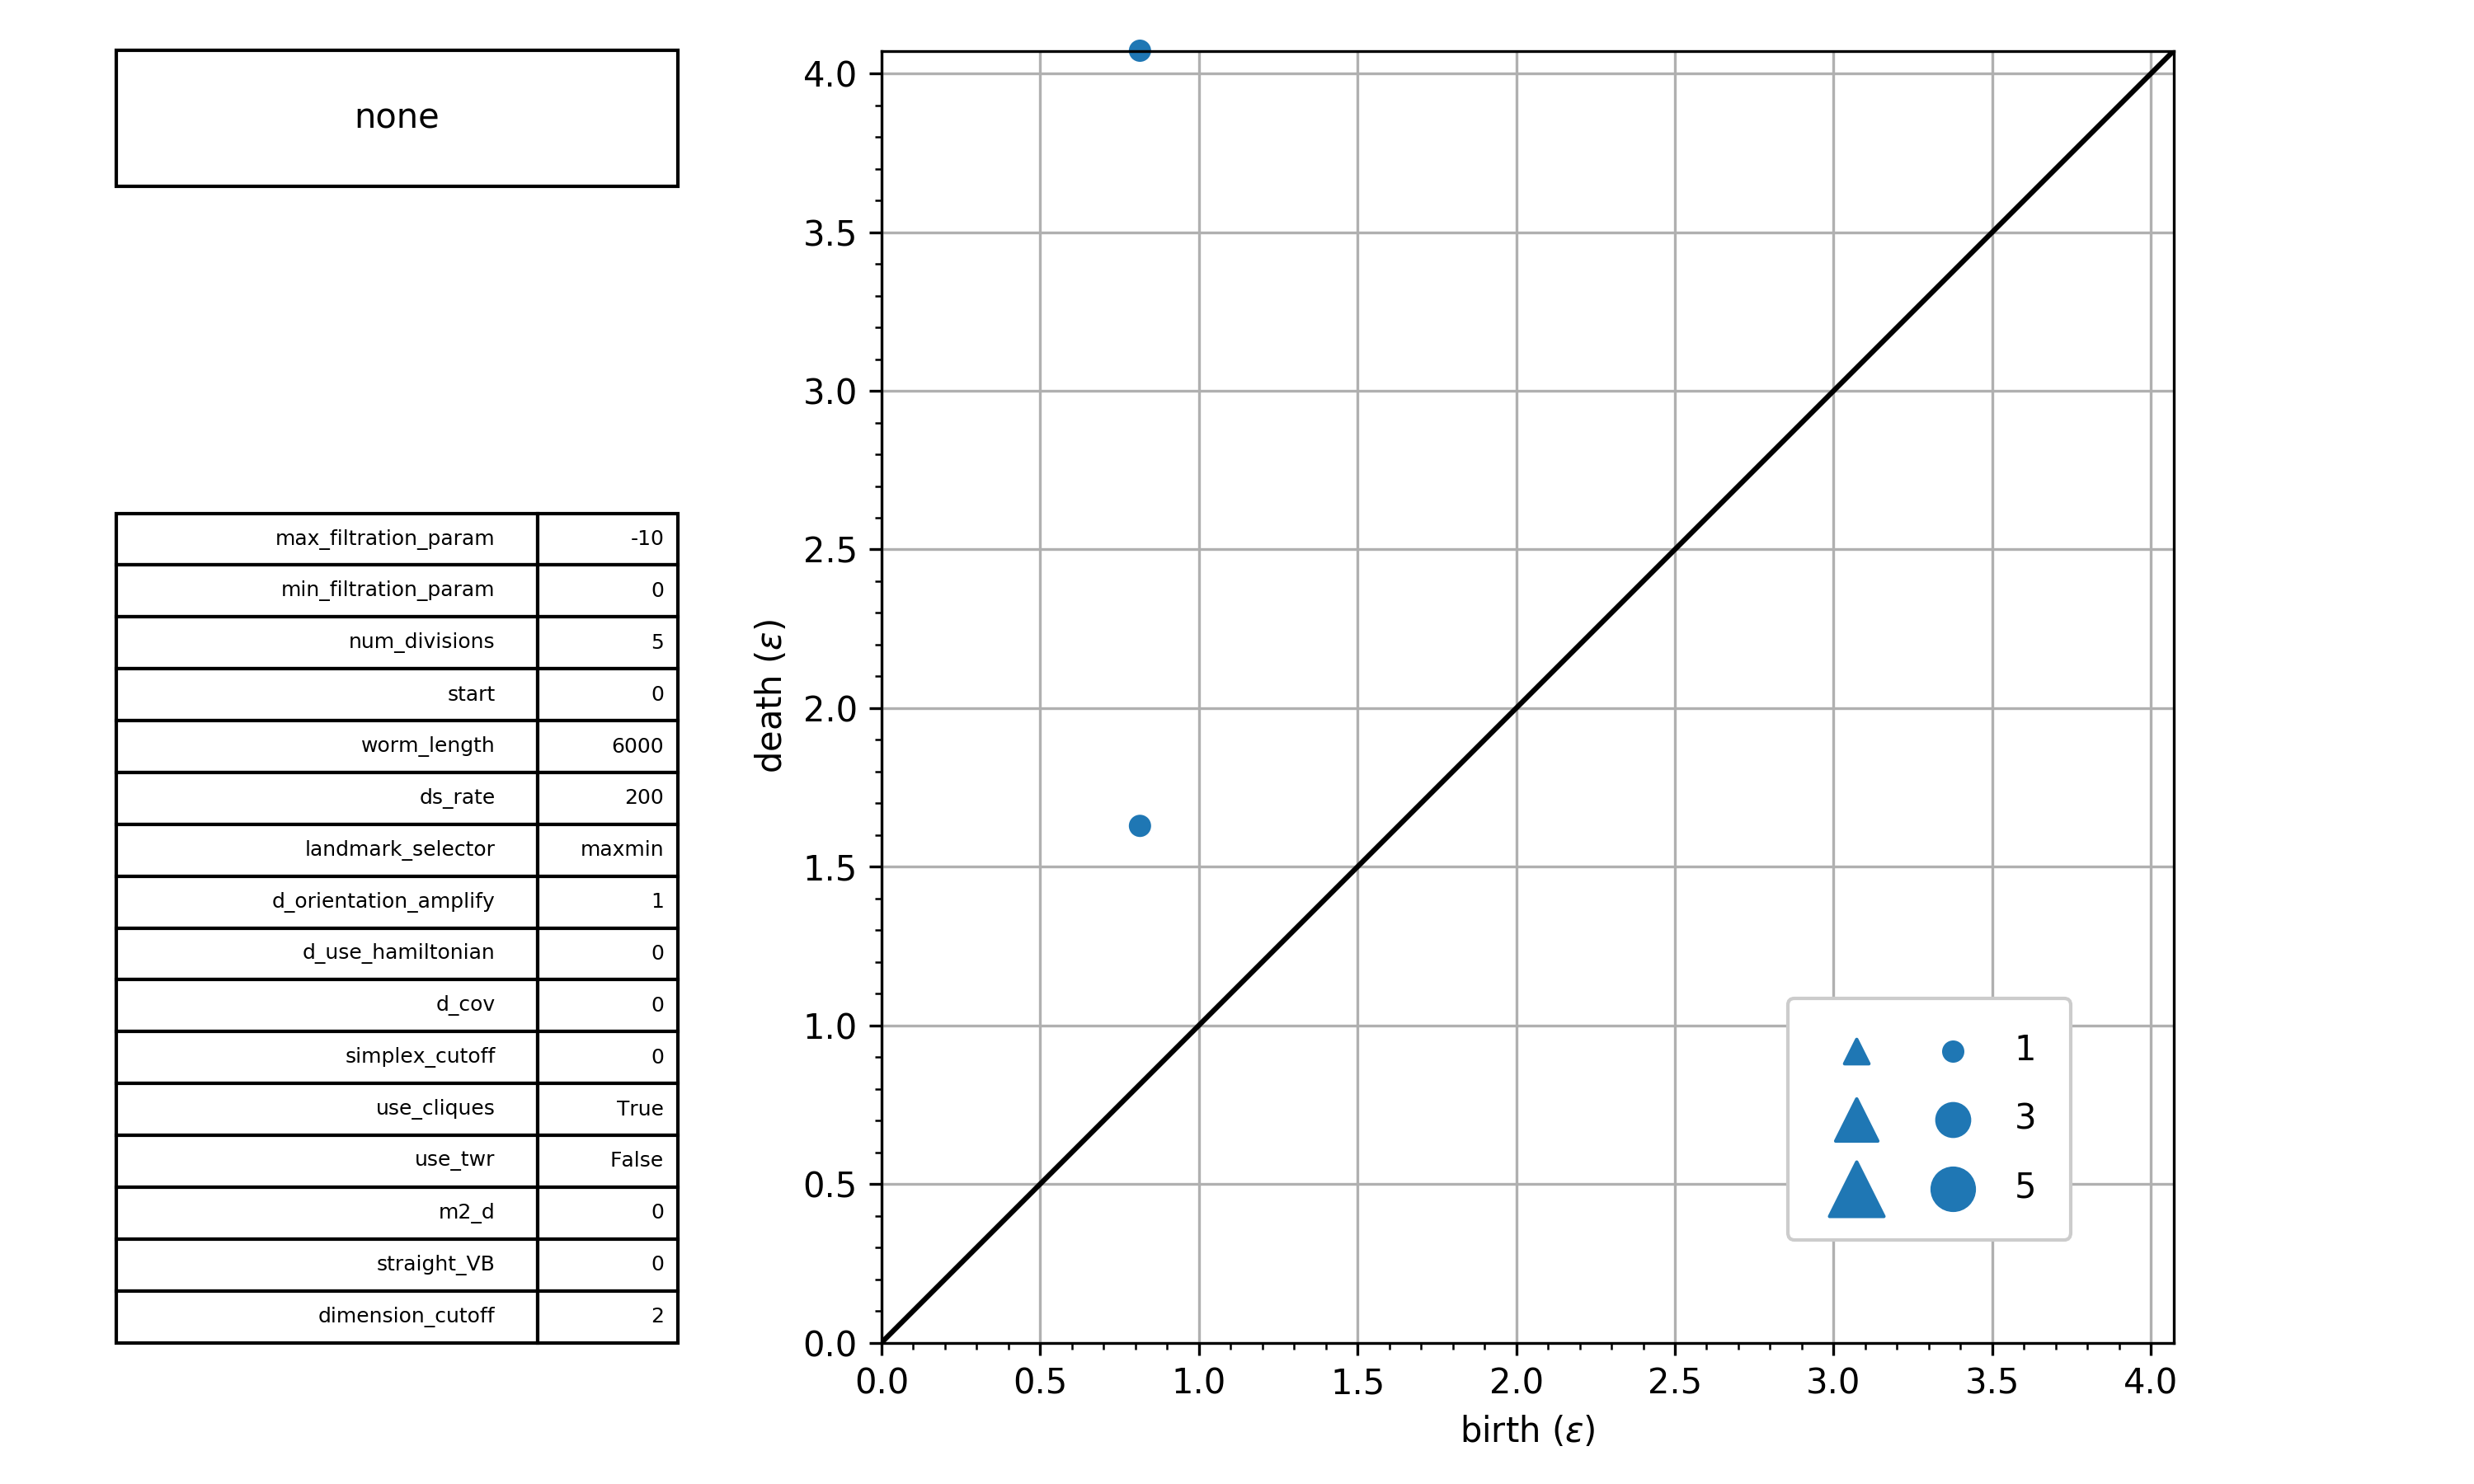 none
max_filtration_param -10
min_filtration_param 0
num_divisions 5
start 0
worm_length 6000
ds_rate 200
landmark_selector maxmin
d_orientation_amplify 1
d_use_hamiltonian 0
d_cov 0
simplex_cutoff 0
use_cliques True
use_twr False
m2_d 0
straight_VB 0
dimension_cutoff 2
death (ε)
4.0
3.5
3.0
2.5
2.0
1.5
1.0
0.5
0.0
0.0 0.5 1.0 1.5 2.0 2.5 3.0 3.5 4.0
birth (ε)
1
3
5